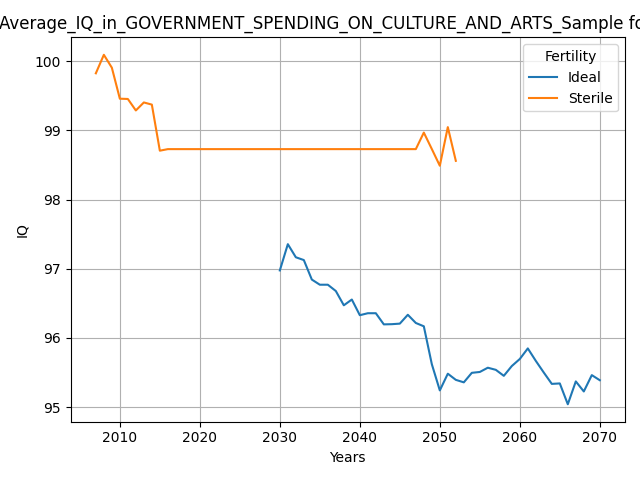 Average_IQ_in_GOVERNMENT_SPENDING_ON_CULTURE_AND_ARTS_Sample fo
Fertility
Ideal
Sterile
100
99
98
97
96
95
IQ
2010 2020 2030 2040 2050 2060 2070
Years